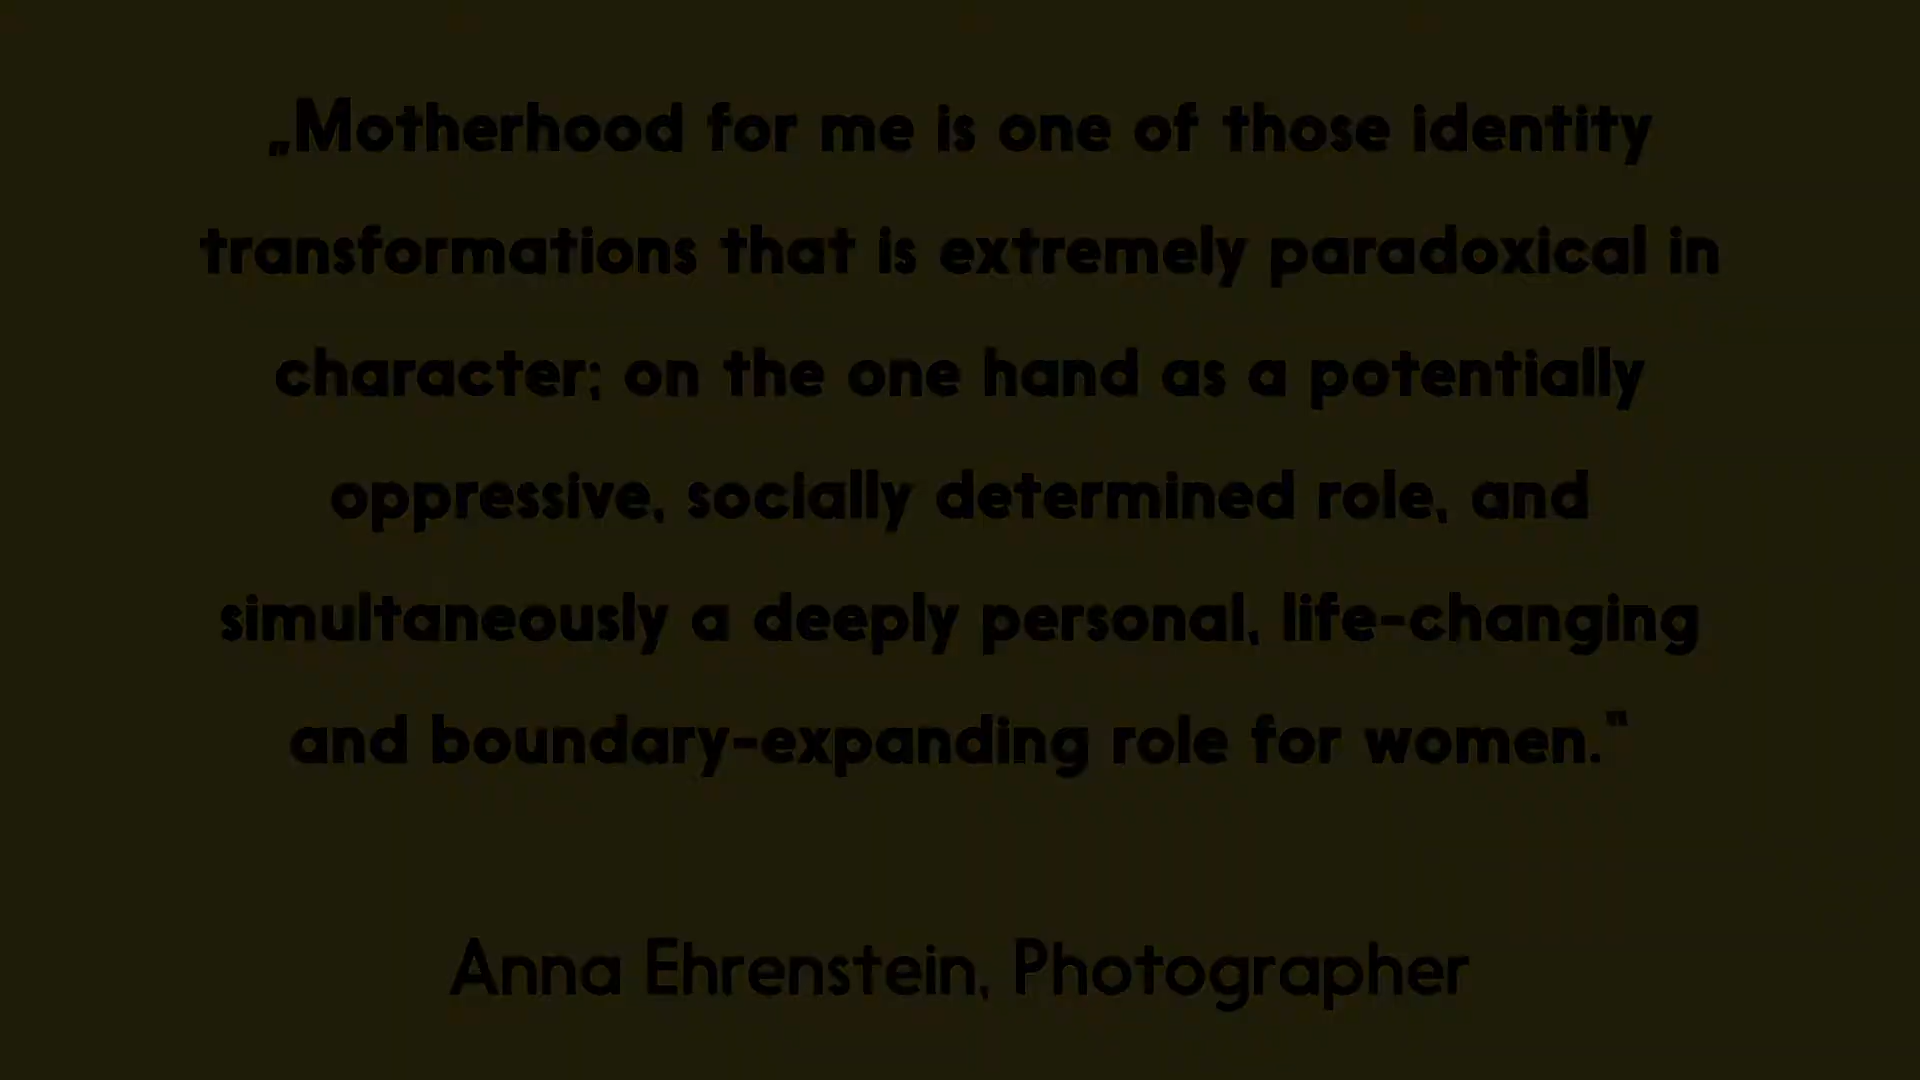 „Motherhood for me is one of those identity
transformations that is extremely paradoxical in
character; on the one hand as a potentially
oppressive, socially determined role, and
simultaneously a deeply personal, life-changing
and boundary-expanding role for women."
Anna Ehrenstein, Photographer